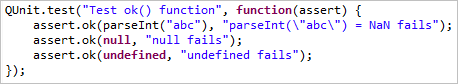 QUnit.test("Test ok() function", function(assert) {
    assert.ok(parseInt("abc"), "parseInt(\"abc\") = NaN fails");
    assert.ok(null, "null fails");
    assert.ok(undefined, "undefined fails");
});